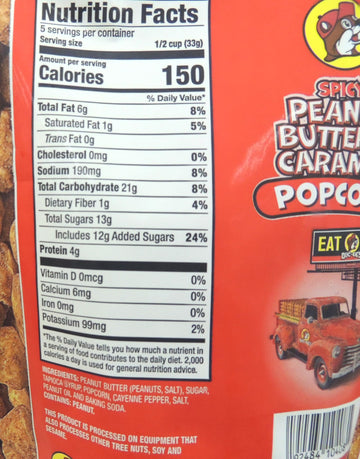 Nutrition Facts
5 servings per container
Serving size 1/2 cup (33g)
Amount per serving
Calories 150
% Daily Value*
Total Fat 6g 8%
Saturated Fat 1g 5%
Trans Fat 0g
Cholesterol 0mg 0%
Sodium 190mg 8%
Total Carbohydrate 21g 8%
Dietary Fiber 1g 4%
Total Sugars 13g
Includes 12g Added Sugars 24%
Protein 4g
Vitamin D 0mcg 0%
Calcium 6mg 0%
Iron 0mg 0%
Potassium 99mg 2%
*The % Daily Value tells you how much a nutrient in
a serving of food contributes to the daily diet. 2,000
calories a day is used for general nutrition advice.
INGREDIENTS: PEANUT BUTTER (PEANUTS, SALT), SUGAR,
TAPIOCA SYRUP, POPCORN, CAYENNE PEPPER, SALT,
PEANUT OIL AND BAKING SODA.
CONTAINS: PEANUT.
THIS PRODUCT IS PROCESSED ON EQUIPMENT THAT
ALSO PROCESSES OTHER TREE NUTS, SOY AND
SESAME.
SPICY
PEAN
BUTTE
CARAM
POPCO
EAT